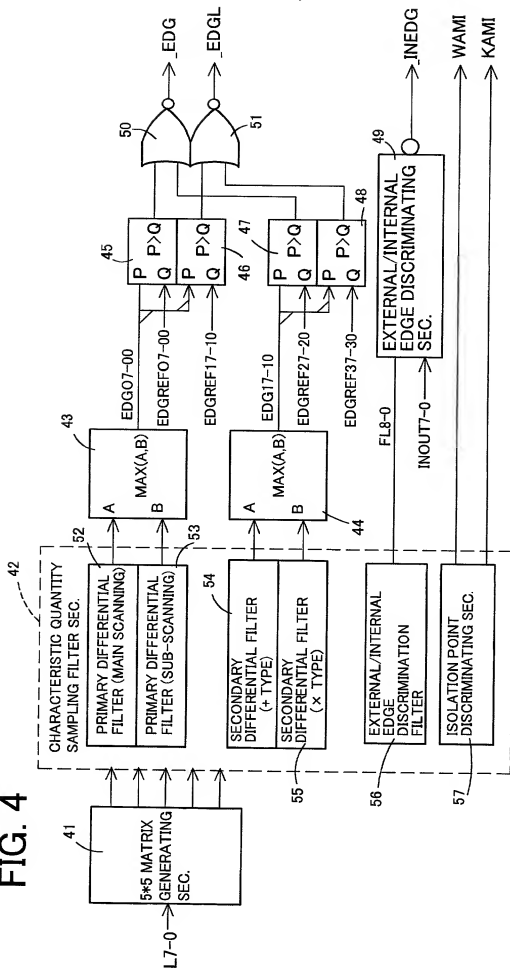 FIG. 4
42
CHARACTERISTIC QUANTITY
SAMPLING FILTER SEC.
41
5*5 MATRIX
GENERATING
SEC.
L7-0
52
PRIMARY DIFFERENTIAL
FILTER (MAIN SCANNING)
PRIMARY DIFFERENTIAL
FILTER (SUB-SCANNING)
53
54
SECONDARY
DIFFERENTIAL FILTER
(+ TYPE)
SECONDARY
DIFFERENTIAL FILTER
(× TYPE)
55
EXTERNAL/INTERNAL
EDGE
DISCRIMINATION
FILTER
56
ISOLATION POINT
DISCRIMINATING SEC.
57
43
A
MAX(A,B)
B
A
MAX(A,B)
B
44
EDG07-00
EDGREF07-00
EDGREF17-10
EDG17-10
EDGREF27-20
EDGREF37-30
45
P P>Q
Q
P P>Q
Q
46
47
P P>Q
Q
P P>Q
Q
48
50
51
_EDG
_EDGL
FL8-0
INOUT7-0
49
EXTERNAL/INTERNAL
EDGE DISCRIMINATING
SEC.
_INEDG
WAMI
KAMI